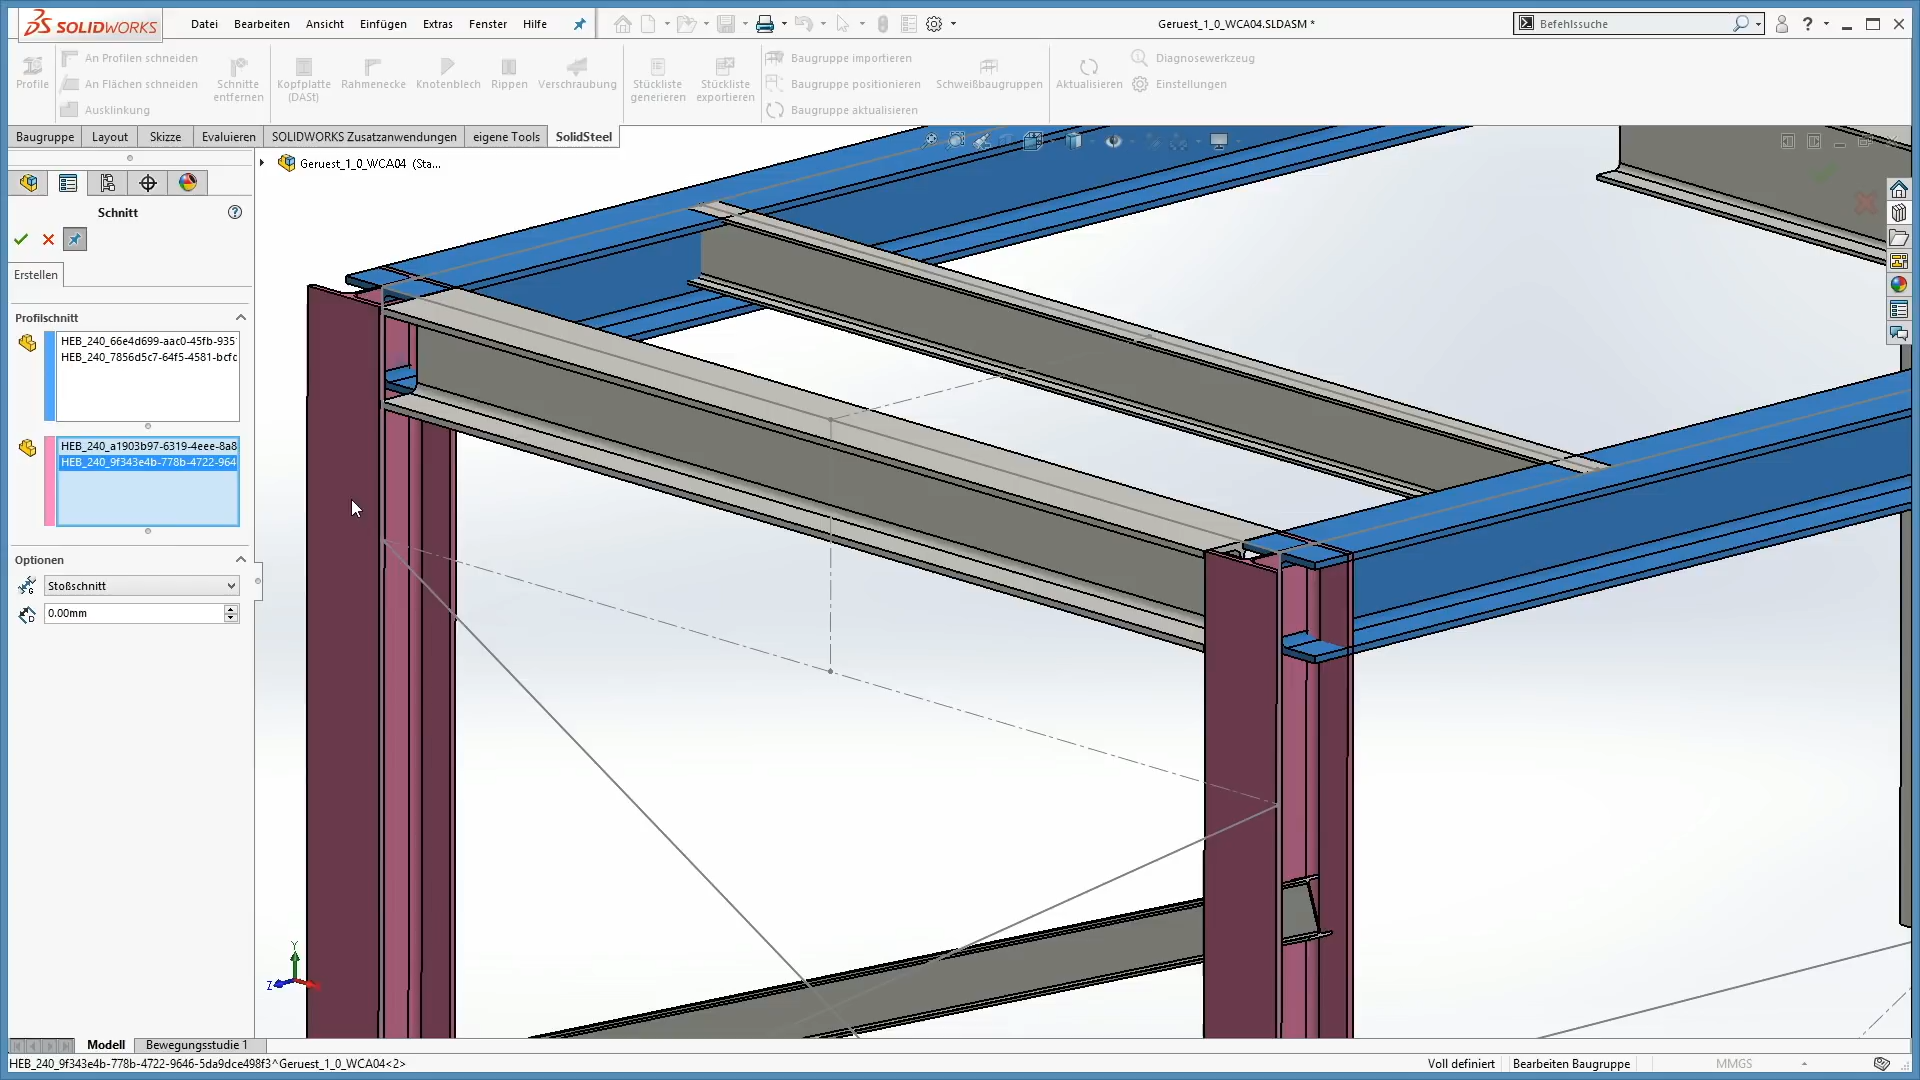 SOLIDWORKS
Datei Bearbeiten Ansicht Einfügen Extras Fenster Hilfe
Geruest_1_0_WCA04.SLDASM *
Befehlssuche
?
Profile
An Profilen schneiden
An Flächen schneiden
Ausklinkung
Schnitte
entfernen
Kopfplatte
(DASt)
Rahmenecke
Knotenblech
Rippen
Verschraubung
Stückliste
generieren
Stückliste
exportieren
Baugruppe importieren
Baugruppe positionieren
Baugruppe aktualisieren
Schweißbaugruppen
Aktualisieren
Diagnosewerkzeug
Einstellungen
Baugruppe Layout Skizze Evaluieren SOLIDWORKS Zusatzanwendungen eigene Tools SolidSteel
Geruest_1_0_WCA04 (Sta...
Schnitt
Erstellen
Profilschnitt
HEB_240_66e4d699-aac0-45fb-935
HEB_240_7856d5c7-64f5-4581-bcfc
HEB_240_a1903b97-6319-4eee-8a8
HEB_240_9f343e4b-778b-4722-964
Optionen
Stoßschnitt
0.00mm
Y
Z
Modell Bewegungsstudie 1
HEB_240_9f343e4b-778b-4722-9646-5da9dce498f3^Geruest_1_0_WCA04<2>
Voll definiert Bearbeiten Baugruppe MMGS